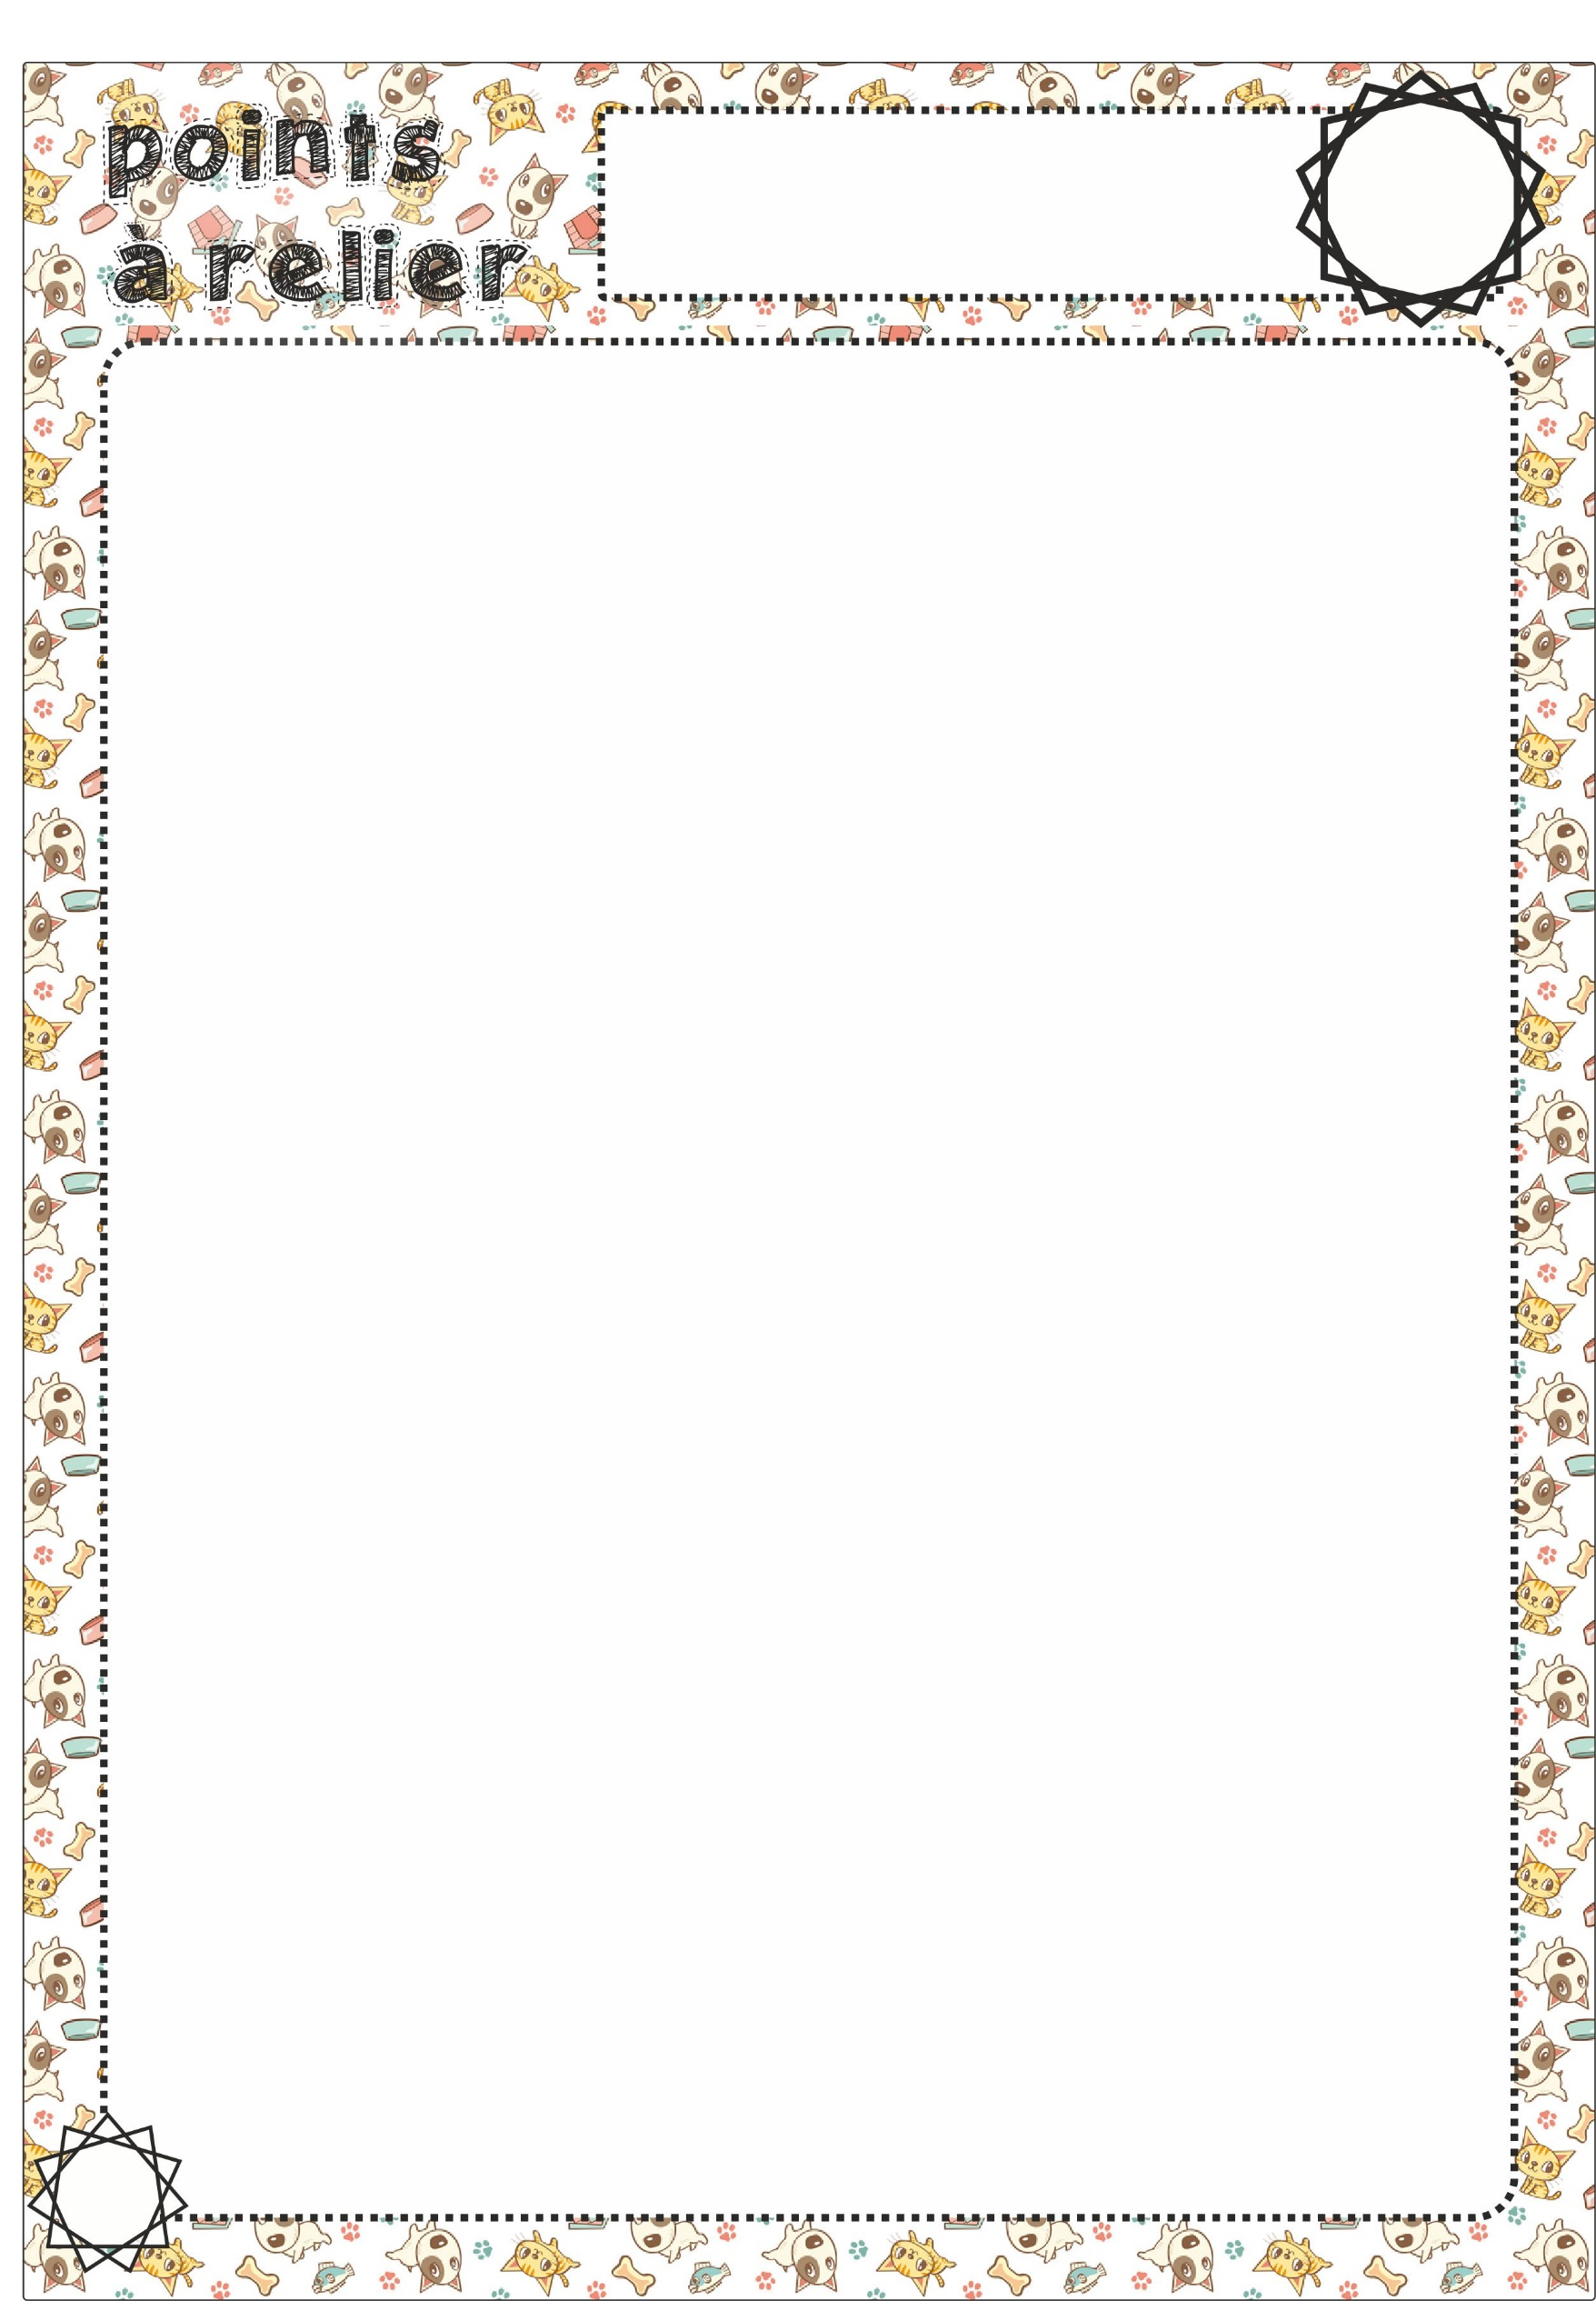 points
à relier